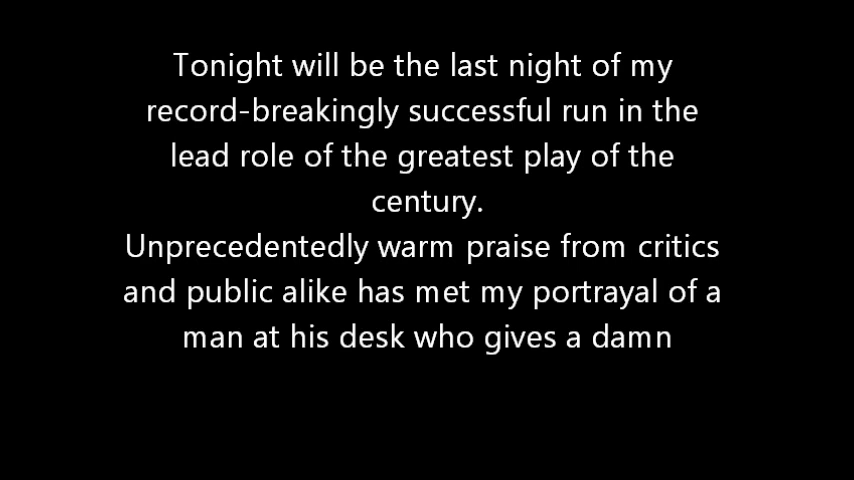 Tonight will be the last night of my
record-breakingly successful run in the
lead role of the greatest play of the
century.
Unprecedentedly warm praise from critics
and public alike has met my portrayal of a
man at his desk who gives a damn